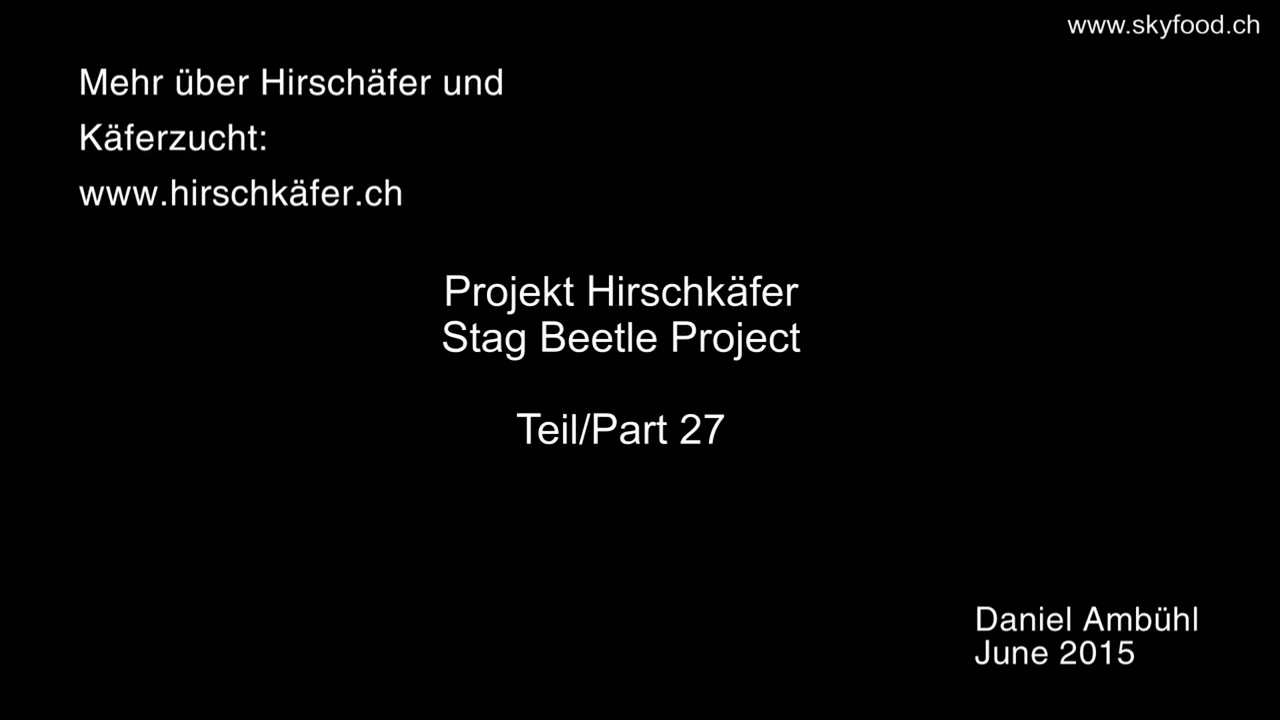 www.skyfood.ch
Mehr über Hirschäfer und
Käferzucht:
www.hirschkäfer.ch
Projekt Hirschkäfer
Stag Beetle Project
Teil/Part 27
Daniel Ambühl
June 2015